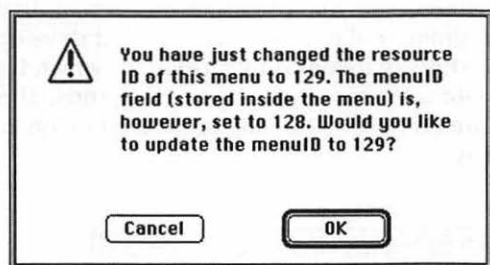 You have just changed the resource
ID of this menu to 129. The menuID
field (stored inside the menu) is,
however, set to 128. Would you like
to update the menuID to 129?
Cancel
OK